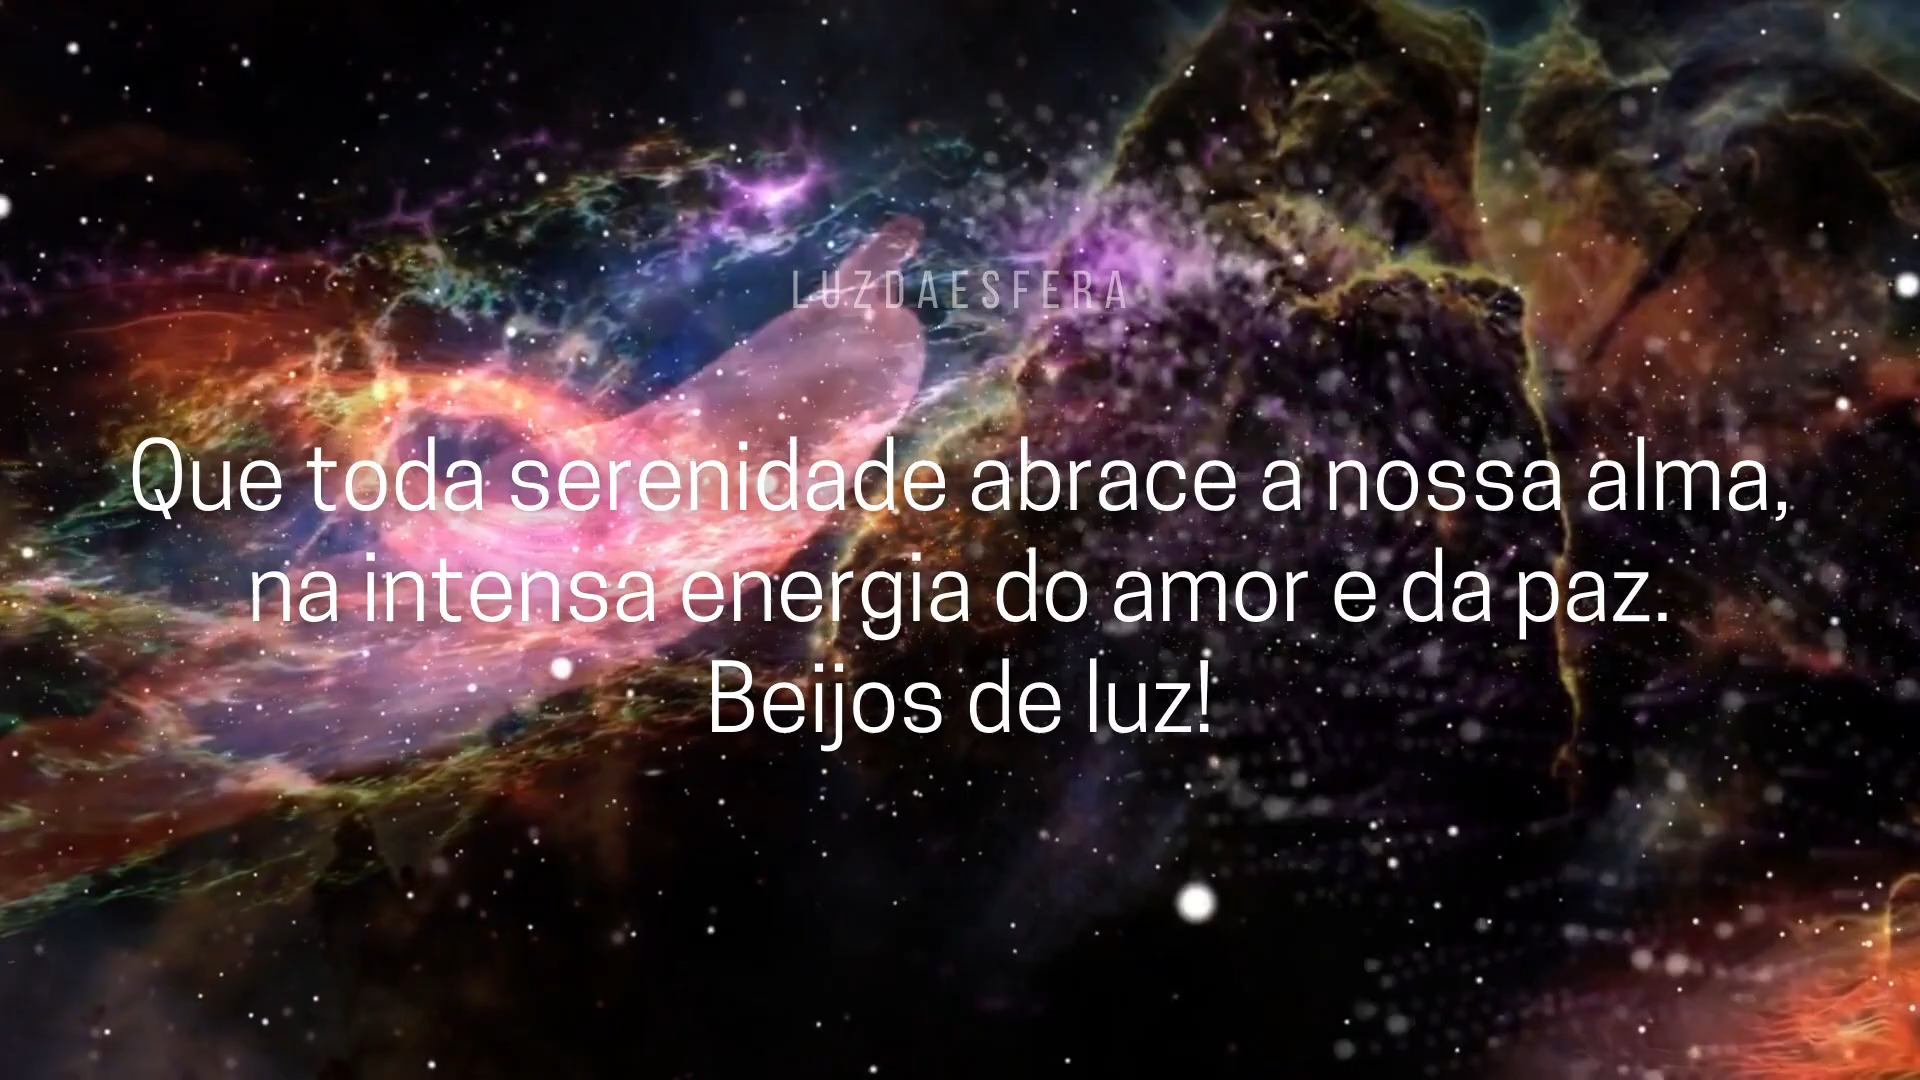 LUZDAESFERA
Que toda serenidade abrace a nossa alma,
na intensa energia do amor e da paz.
Beijos de luz!